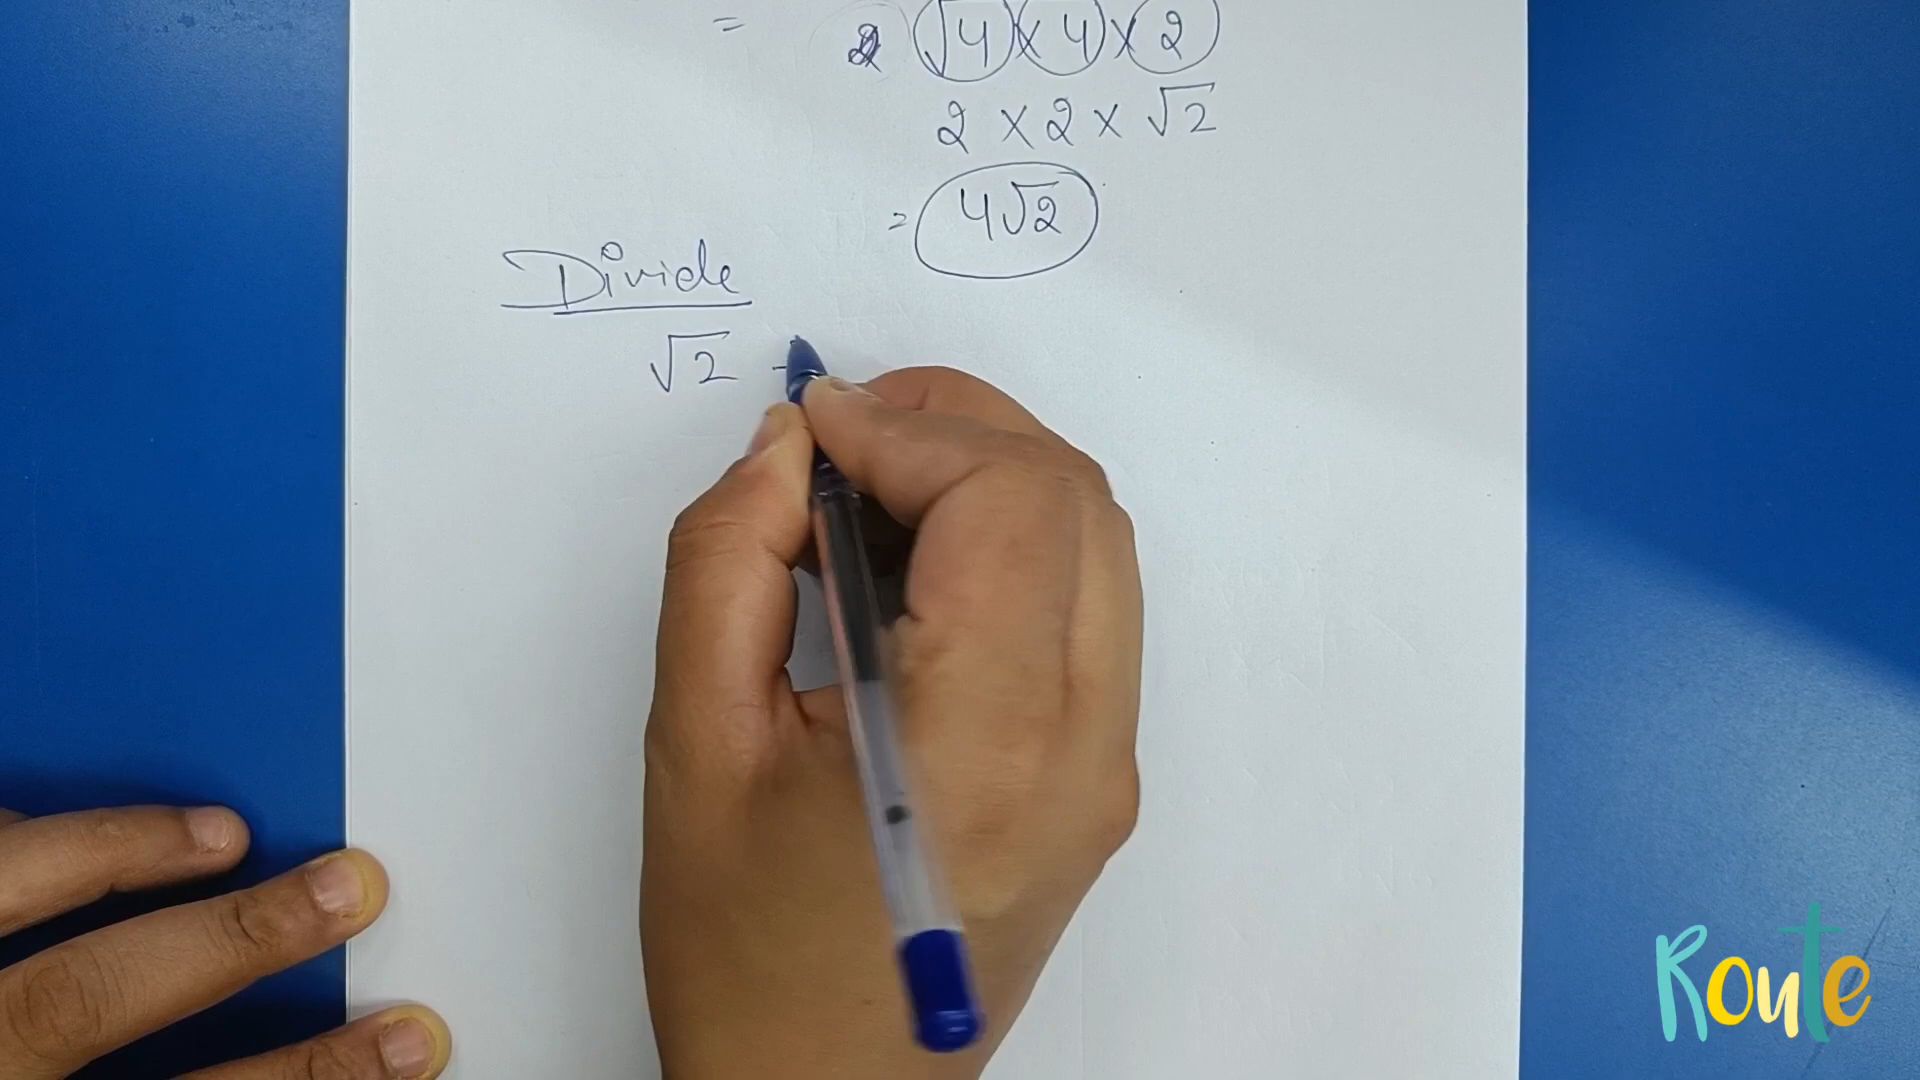 = 2 √4 × 4 × 2
2 × 2 × √2
= 4√2
Divide
√2 -
Route